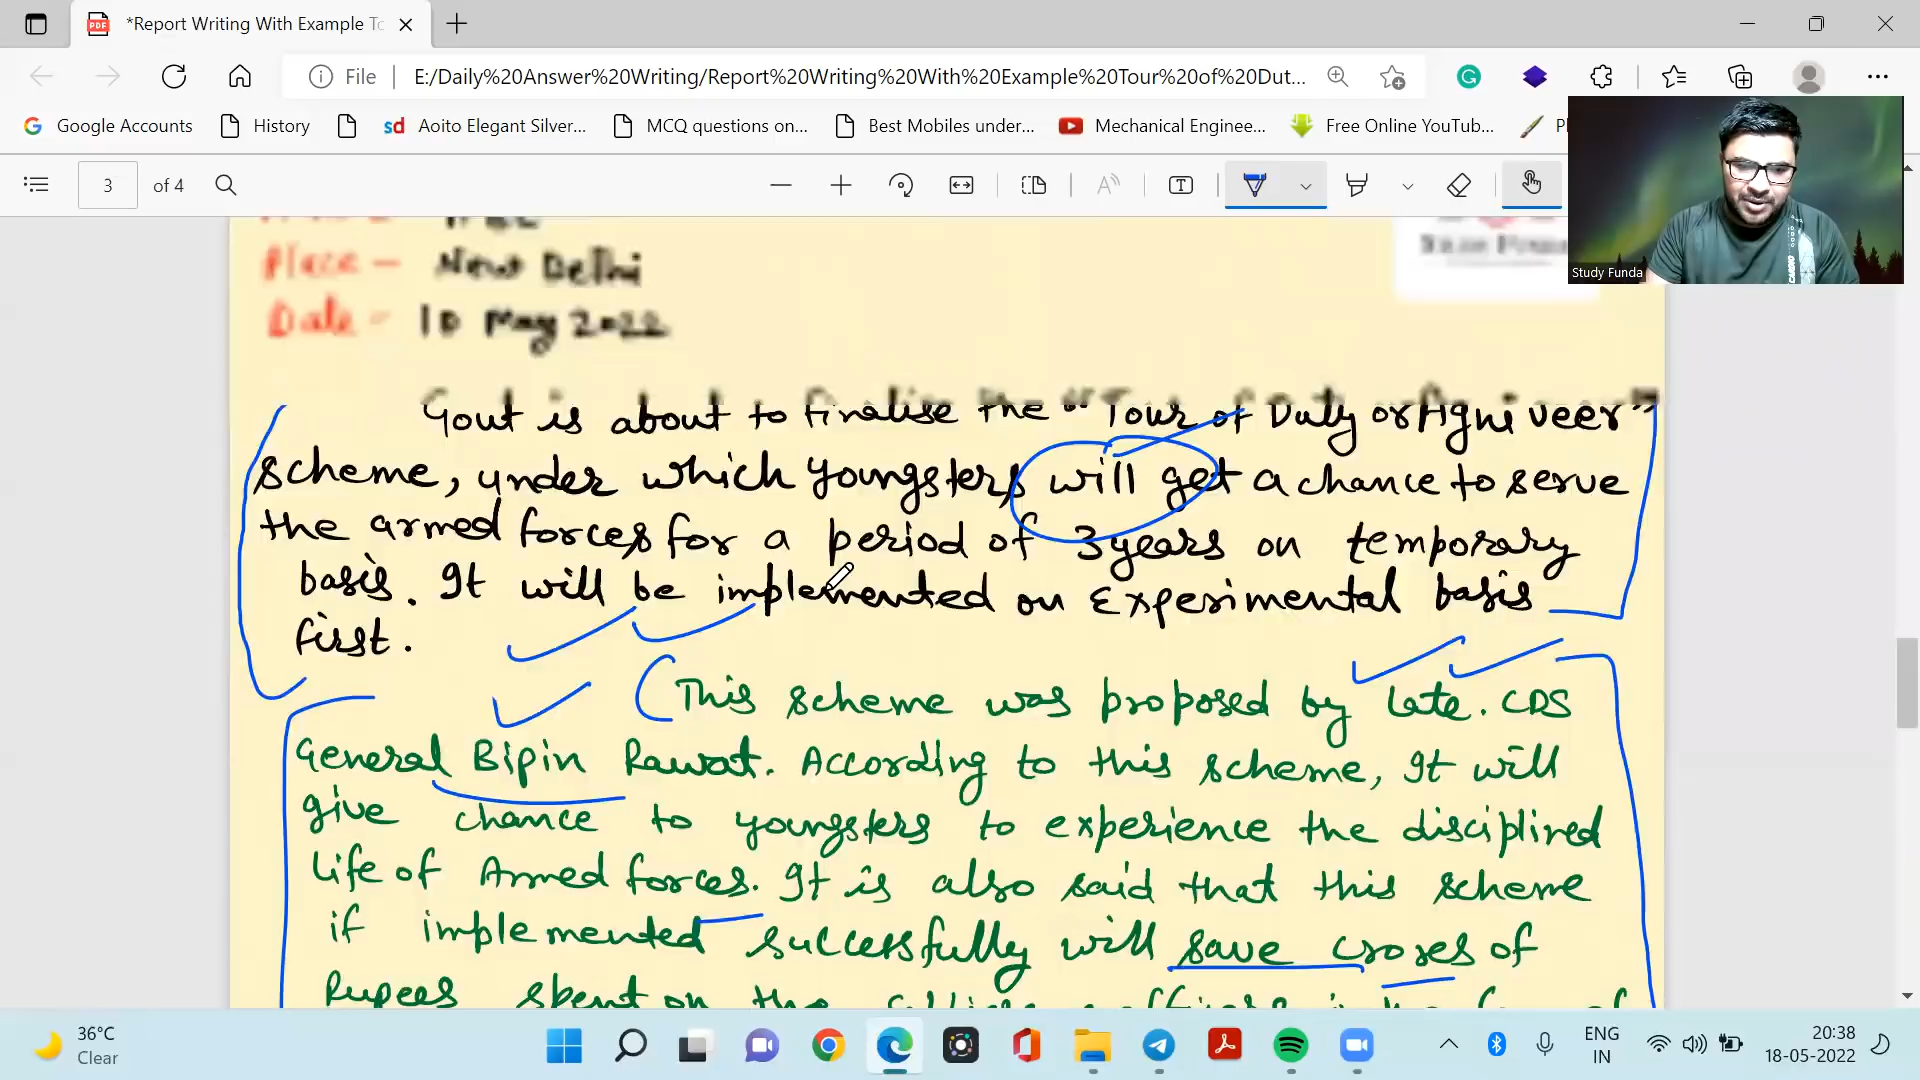 *Report Writing With Example To
File
E:/Daily%20Answer%20Writing/Report%20Writing%20With%20Example%20Tour%20of%20Dut...
Google Accounts
History
Aoito Elegant Silver...
MCQ questions on...
Best Mobiles under...
Mechanical Enginee...
Free Online YouTub...
3 of 4
Study Funda
Place - New Delhi
Date - 10 May 2022
Govt is about to finalise the "Tour of Duty or Agniveer"
scheme, under which youngsters will get a chance to serve
the armed forces for a period of 3 years on temporary
basis. It will be implemented on Experimental basis
first.
This scheme was proposed by Late. CDS
General Bipin Rawat. According to this scheme, It will
give chance to youngsters to experience the disciplined
life of Armed forces. It is also said that this scheme
if implemented successfully will save crores of
Rupees spent on the
36°C
Clear
ENG
IN
20:38
18-05-2022